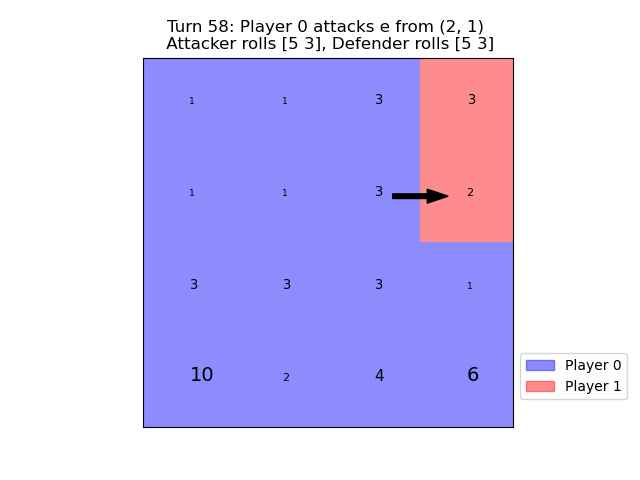 Turn 58: Player 0 attacks e from (2, 1)
Attacker rolls [5 3], Defender rolls [5 3]
1 1 3 3
1 1 3 2
3 3 3 1
10 2 4 6
Player 0
Player 1